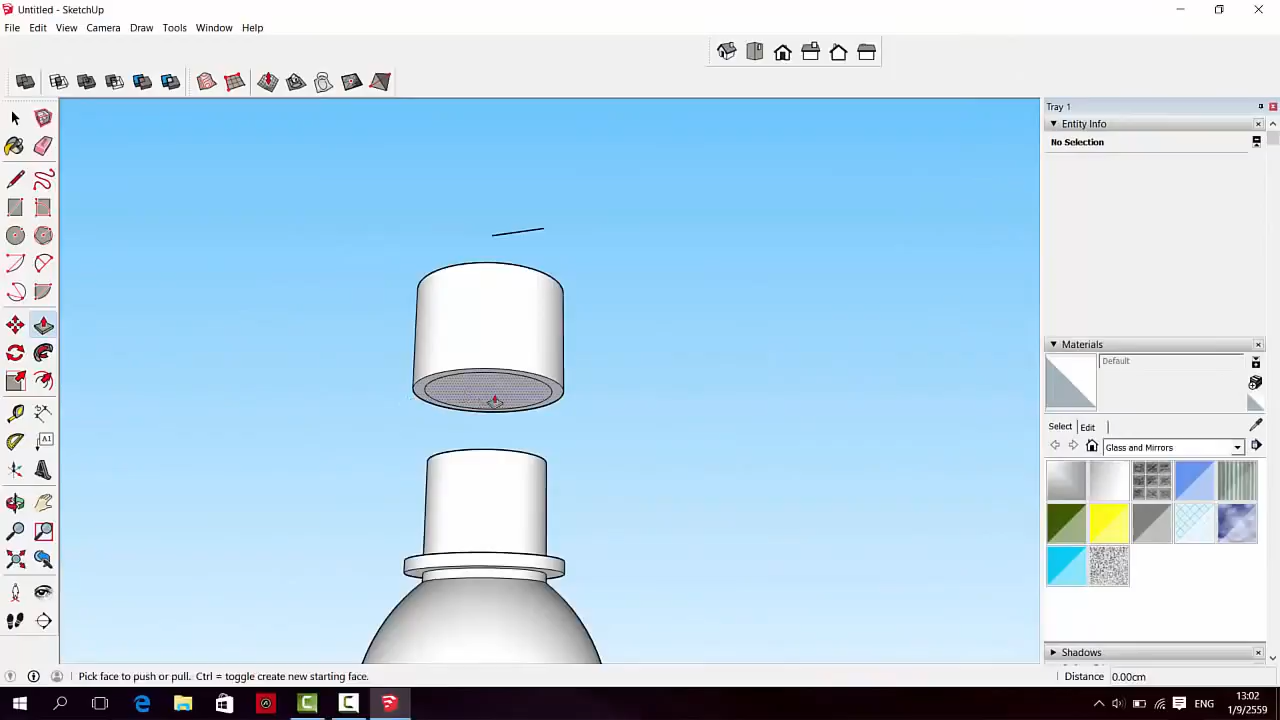 Untitled - SketchUp
File Edit View Camera Draw Tools Window Help
Tray 1
Entity Info
No Selection
A1
Materials
Default
Select Edit
Glass and Mirrors
Shadows
Pick face to push or pull. Ctrl = toggle create new starting face.
Distance 0.00cm
ENG
13:02
1/9/2559